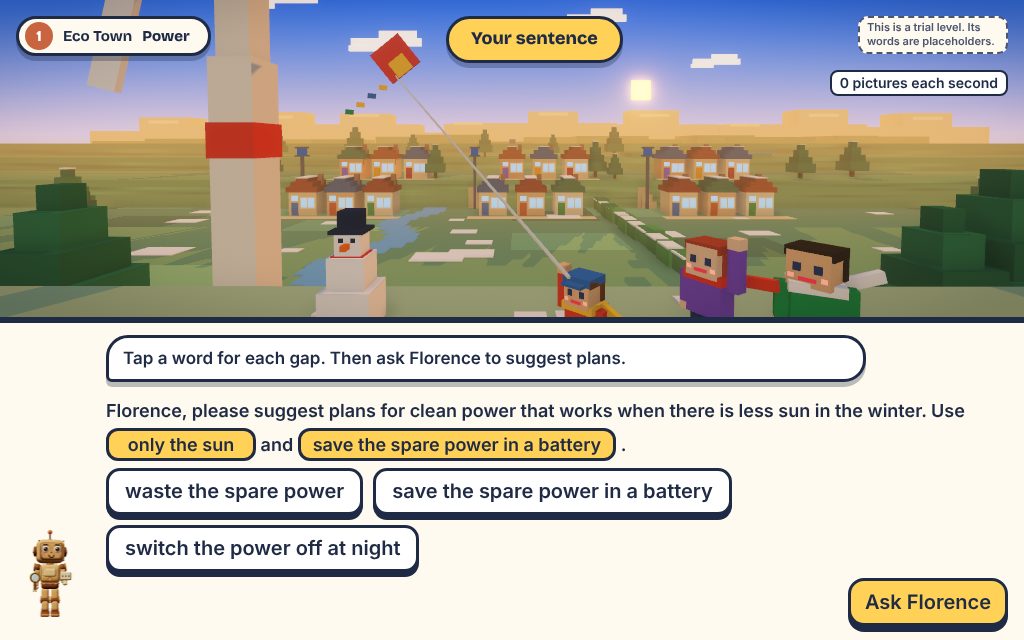 1 Eco Town Power
Your sentence
This is a trial level. Its
words are placeholders.
0 pictures each second
Tap a word for each gap. Then ask Florence to suggest plans.
Florence, please suggest plans for clean power that works when there is less sun in the winter. Use
only the sun and save the spare power in a battery .
waste the spare power save the spare power in a battery
switch the power off at night
Ask Florence